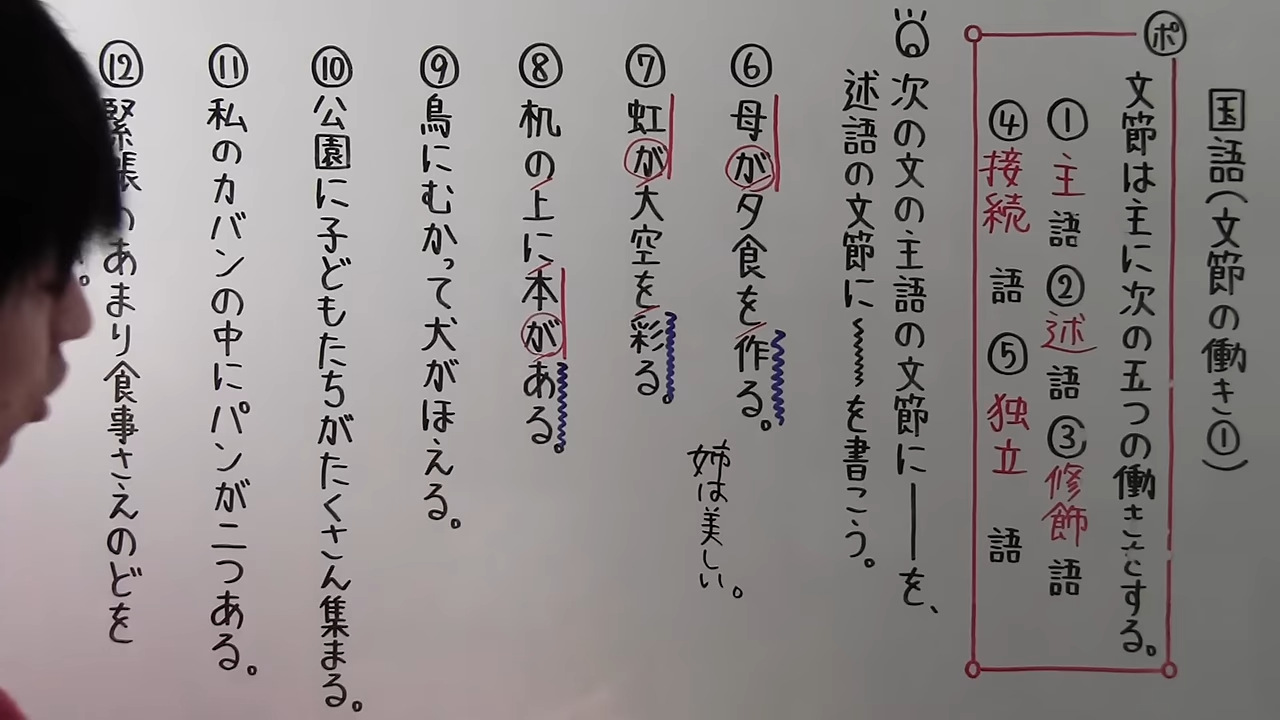 国語(文節の働き①)
ポ
文節は主に次の五つの働きをする。
①主語②述語③修飾語
④接続語⑤独立語
次の文の主語の文節に――を、
述語の文節に〰〰を書こう。
⑥母が夕食を作る。
姉は美しい。
⑦虹が大空を彩る。
⑧机の上に本がある。
⑨鳥にむかって犬がほえる。
⑩公園に子どもたちがたくさん集まる。
⑪私のカバンの中にパンが二つある。
⑫緊張のあまり食事さえのどを